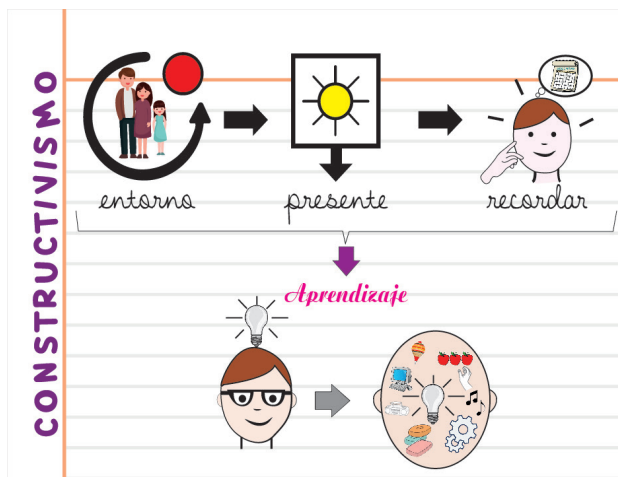 CONSTRUCTIVISMO
entorno
presente
recordar
Aprendizaje